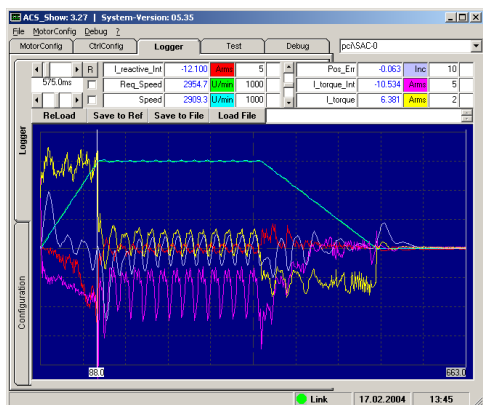 ACS_Show: 3.27 | System-Version: 05.35
File MotorConfig Debug ?
MotorConfig CtrlConfig Logger Test Debug pci\SAC-0
R I_reactive_Int -12.100 Arms 5 Pos_Err -0.063 Inc 10
575.0ms Req_Speed 2954.7 U/min 1000 I_torque_Int -10.534 Arms 5
Speed 2909.3 U/min 1000 I_torque 6.381 Arms 2
ReLoad Save to Ref Save to File Load File
Logger
Configuration
88.0 663.0
Link 17.02.2004 13:45